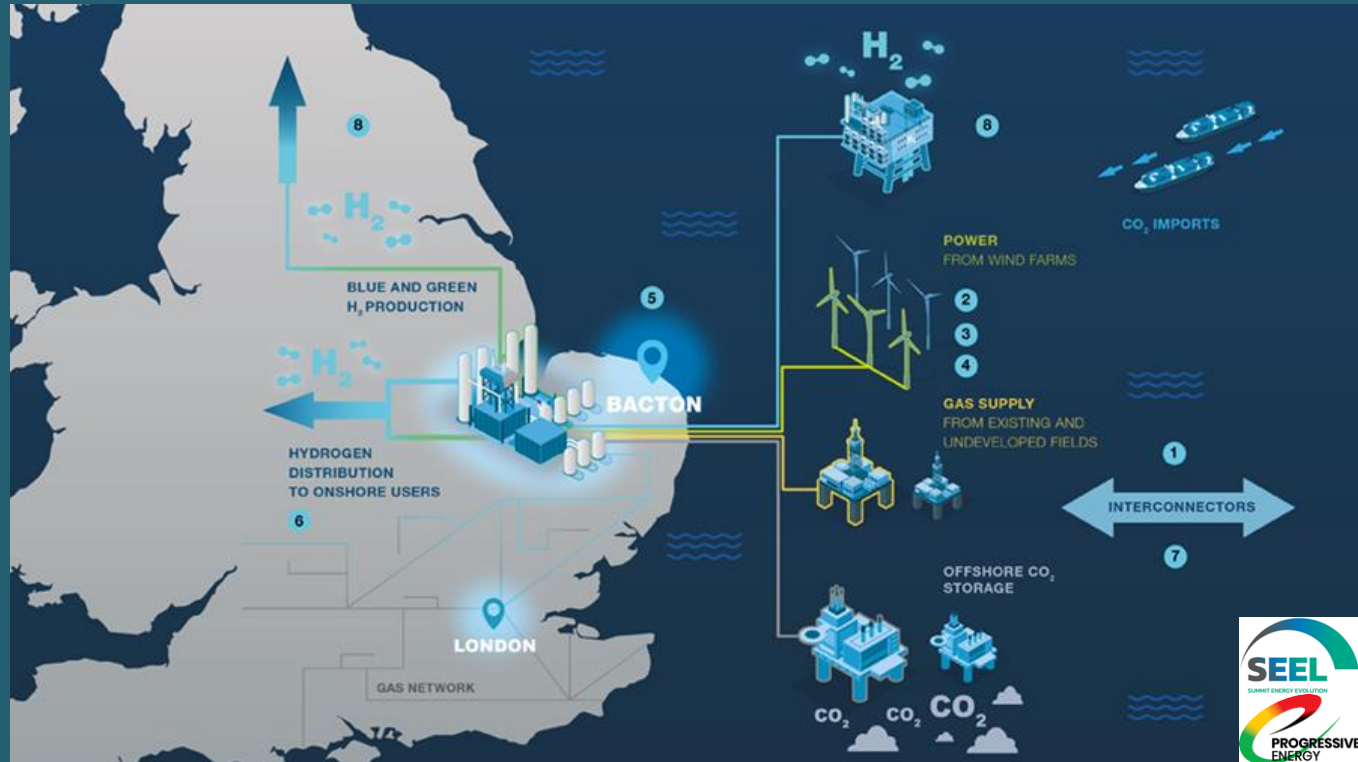 H₂
8
8
H₂
CO₂ IMPORTS
POWER
FROM WIND FARMS
BLUE AND GREEN
H₂ PRODUCTION
5
2
3
4
H₂
BACTON
GAS SUPPLY
FROM EXISTING AND
UNDEVELOPED FIELDS
HYDROGEN
DISTRIBUTION
TO ONSHORE USERS
6
1
INTERCONNECTORS
7
OFFSHORE CO₂
STORAGE
LONDON
GAS NETWORK
CO₂ CO₂ CO₂
SEEL
SUMMIT ENERGY EVOLUTION
PROGRESSIVE
ENERGY